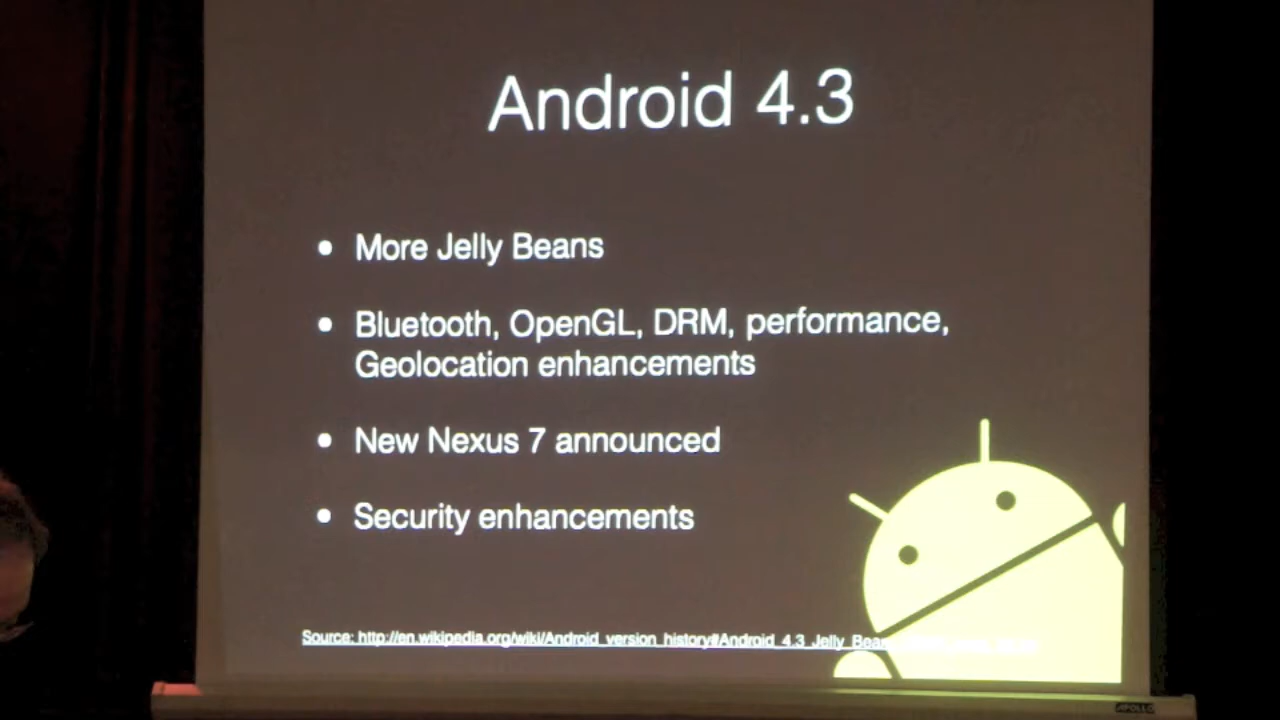 Android 4.3
• More Jelly Beans
• Bluetooth, OpenGL, DRM, performance,
Geolocation enhancements
• New Nexus 7 announced
• Security enhancements
Source: http://en.wikipedia.org/wiki/Android_version_history#Android_4.3_Jelly_Bean
APOLLO